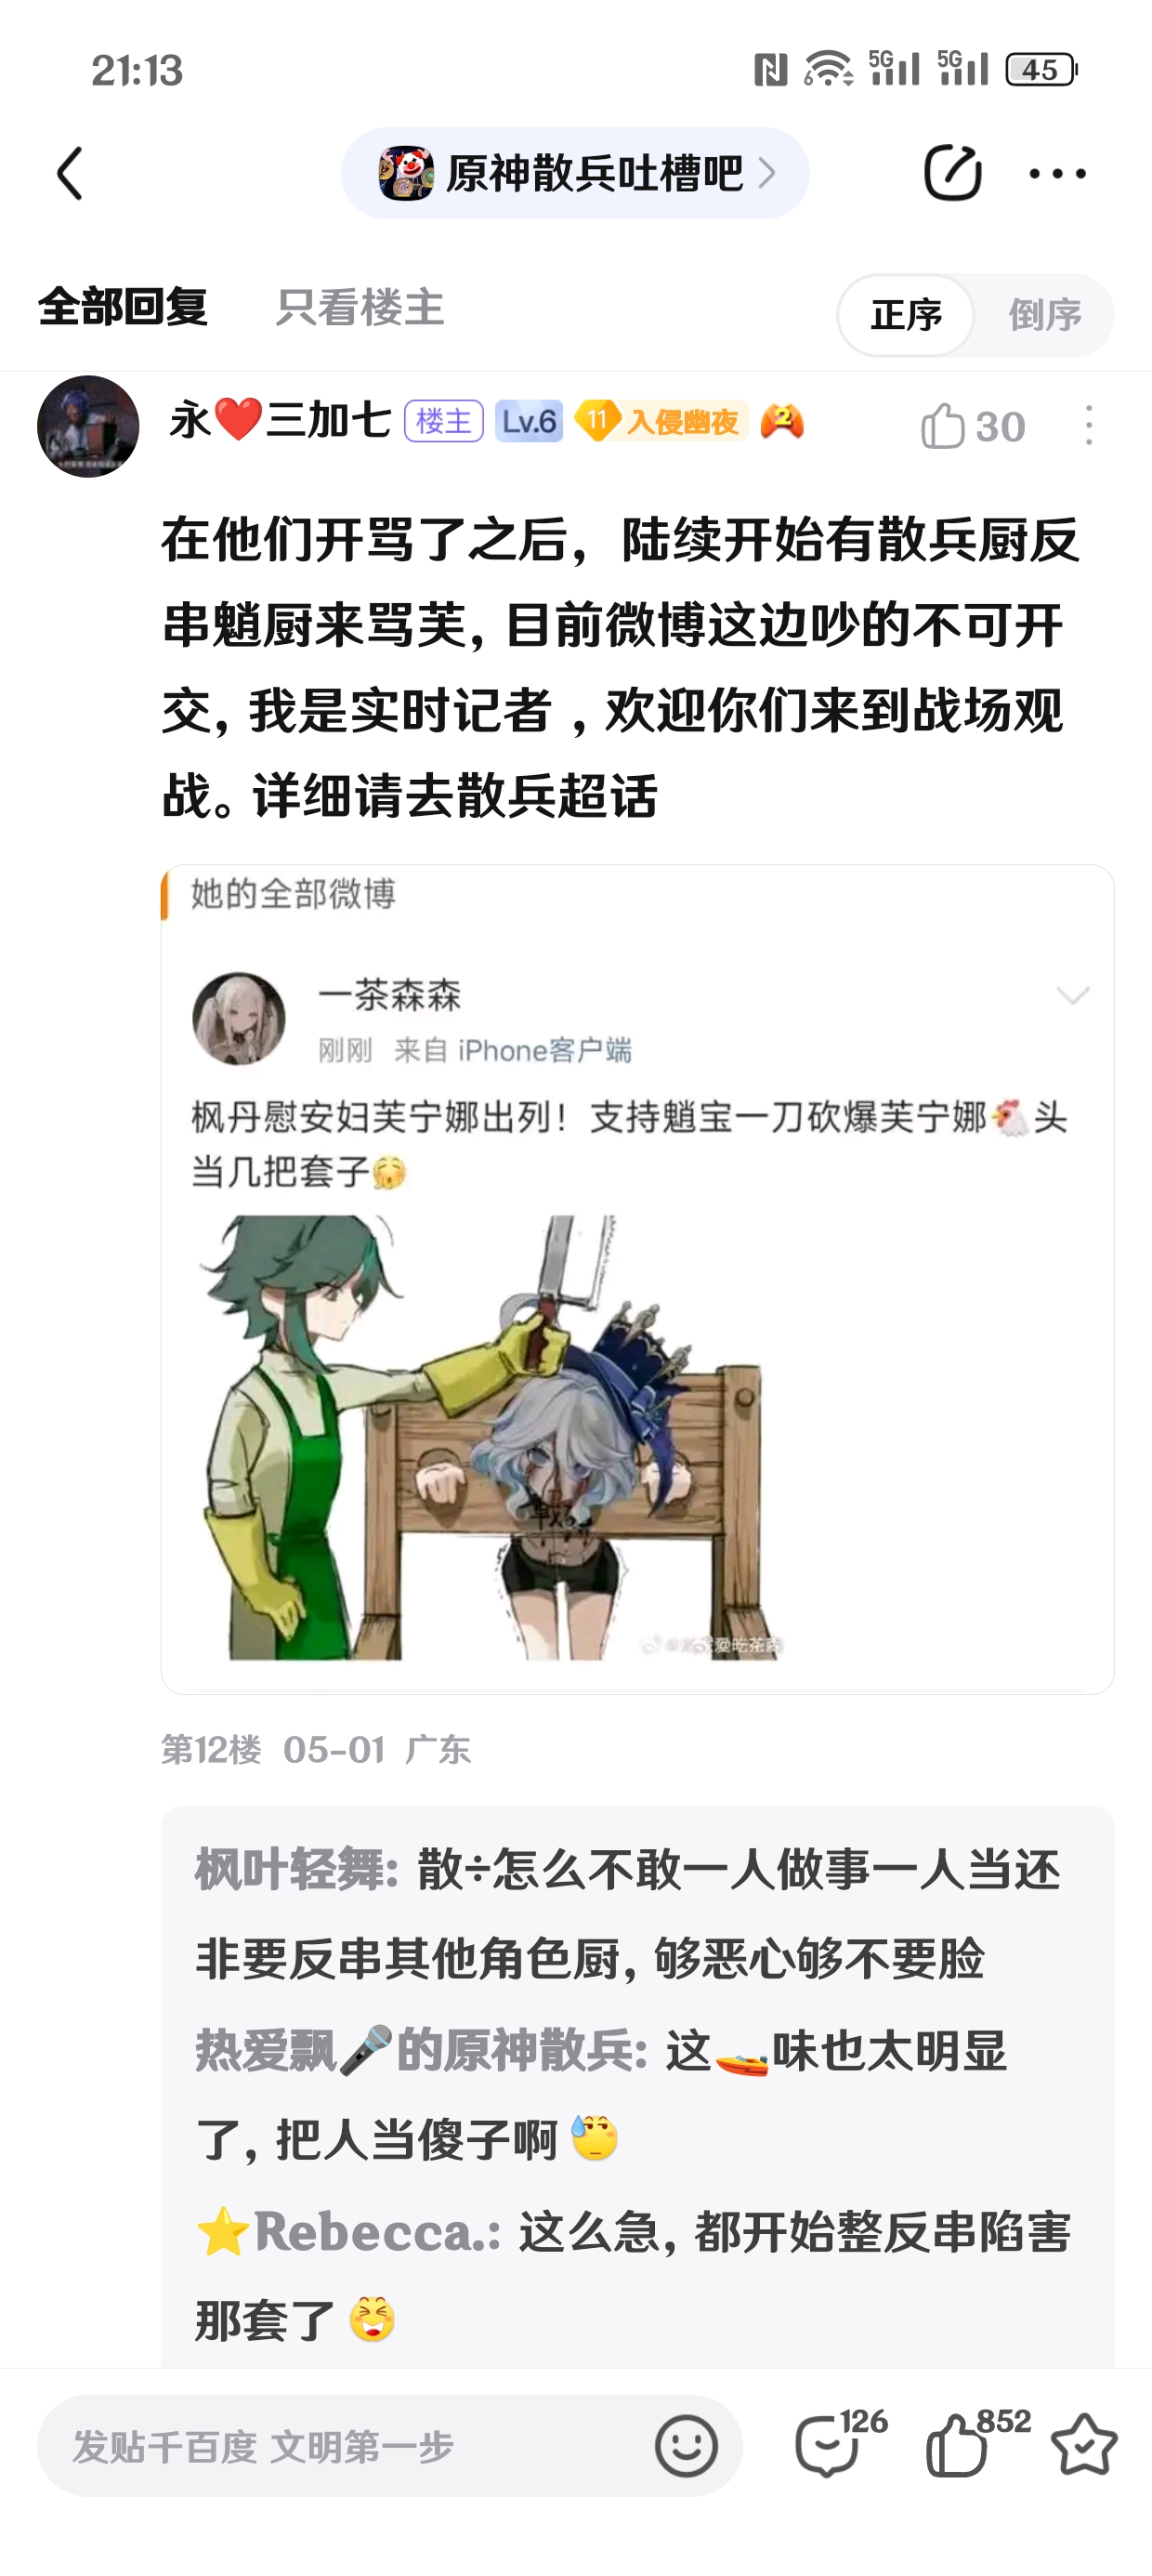 21:13
5G 5G 45
原神散兵吐槽吧
全部回复 只看楼主 正序 倒序
永❤️三加七 楼主 Lv.6 11 入侵幽夜 2 30
在他们开骂了之后，陆续开始有散兵厨反
串魈厨来骂芙，目前微博这边吵的不可开
交，我是实时记者，欢迎你们来到战场观
战。详细请去散兵超话
她的全部微博
一茶森森
刚刚 来自 iPhone客户端
枫丹慰安妇芙宁娜出列！支持魈宝一刀砍爆芙宁娜🐔头
当几把套子🥱
第12楼 05-01 广东
枫叶轻舞: 散÷怎么不敢一人做事一人当还
非要反串其他角色厨，够恶心够不要脸
热爱飘🎤的原神散兵: 这🚤味也太明显
了，把人当傻子啊😓
⭐Rebecca.: 这么急，都开始整反串陷害
那套了😆
发贴千百度 文明第一步 126 852